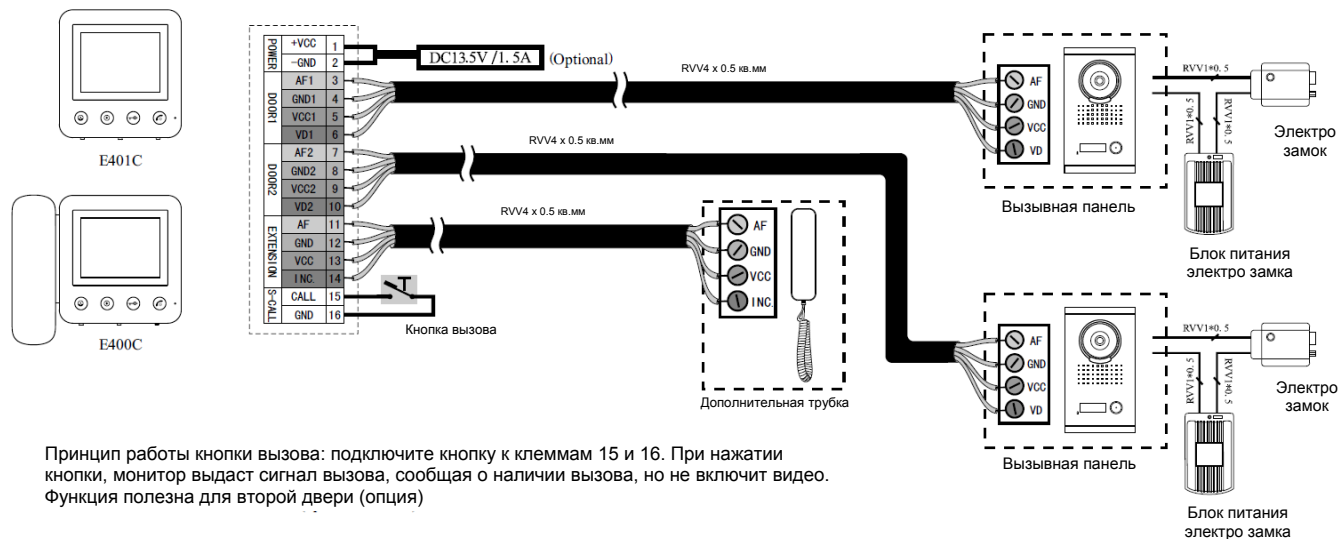 E401C
E400C
POWER
+VCC 1
-GND 2
DOOR1
AF1 3
GND1 4
VCC1 5
VD1 6
DOOR2
AF2 7
GND2 8
VCC2 9
VD2 10
EXTENSION
AF 11
GND 12
VCC 13
INC. 14
S-CALL
CALL 15
GND 16
DC13.5V /1. 5A (Optional)
RVV4 x 0.5 кв.мм
RVV4 x 0.5 кв.мм
RVV4 x 0.5 кв.мм
Кнопка вызова
AF
GND
VCC
INC.
Дополнительная трубка
AF
GND
VCC
VD
Вызывная панель
RVV1*0. 5
RVV1*0. 5
RVV1*0. 5
Электро
замок
Блок питания
электро замка
AF
GND
VCC
VD
Вызывная панель
RVV1*0. 5
RVV1*0. 5
RVV1*0. 5
Электро
замок
Блок питания
электро замка
Принцип работы кнопки вызова: подключите кнопку к клеммам 15 и 16. При нажатии
кнопки, монитор выдаст сигнал вызова, сообщая о наличии вызова, но не включит видео.
Функция полезна для второй двери (опция)